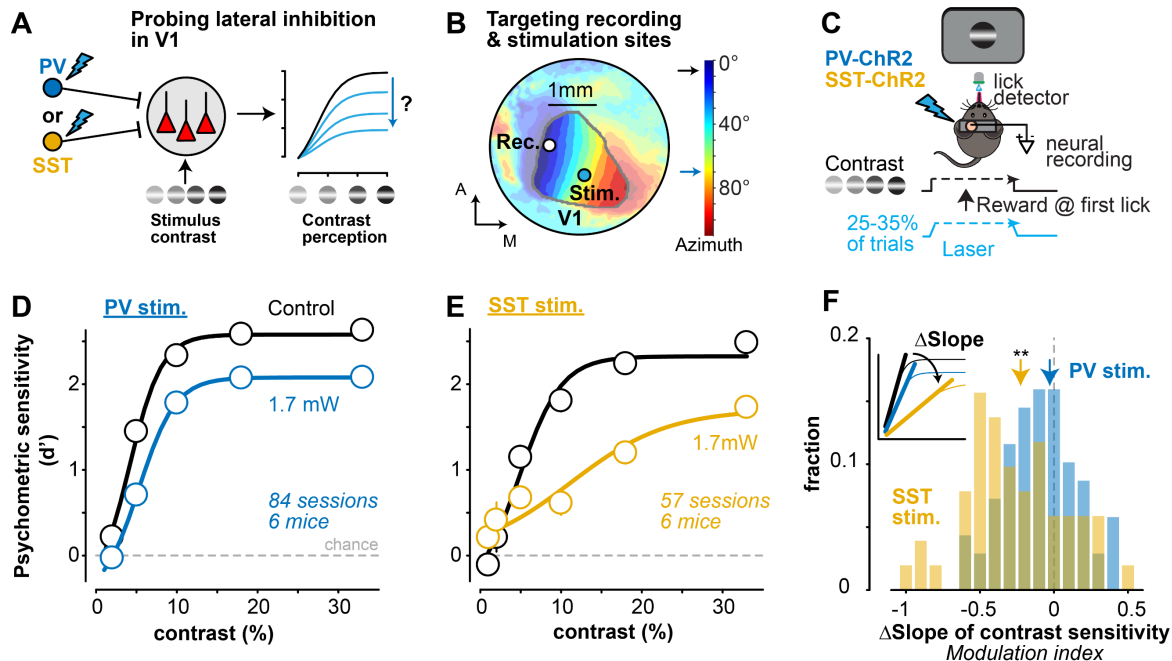 A
Probing lateral inhibition
in V1
PV
or
SST
?
Stimulus
contrast
Contrast
perception
B
Targeting recording
& stimulation sites
1mm
Rec.
Stim.
V1
A
M
0°
40°
80°
Azimuth
C
PV-ChR2
SST-ChR2
lick
detector
neural
recording
Contrast
Reward @ first lick
25-35%
of trials
Laser
D
PV stim.
Control
1.7 mW
84 sessions
6 mice
chance
Psychometric sensitivity
(d’)
2
1
0
0
10
20
30
contrast (%)
E
SST stim.
1.7mW
57 sessions
6 mice
chance
2
1
0
0
10
20
30
contrast (%)
F
ΔSlope
**
PV stim.
SST
stim.
fraction
0.2
0.1
0
-1
-0.5
0
0.5
ΔSlope of contrast sensitivity
Modulation index